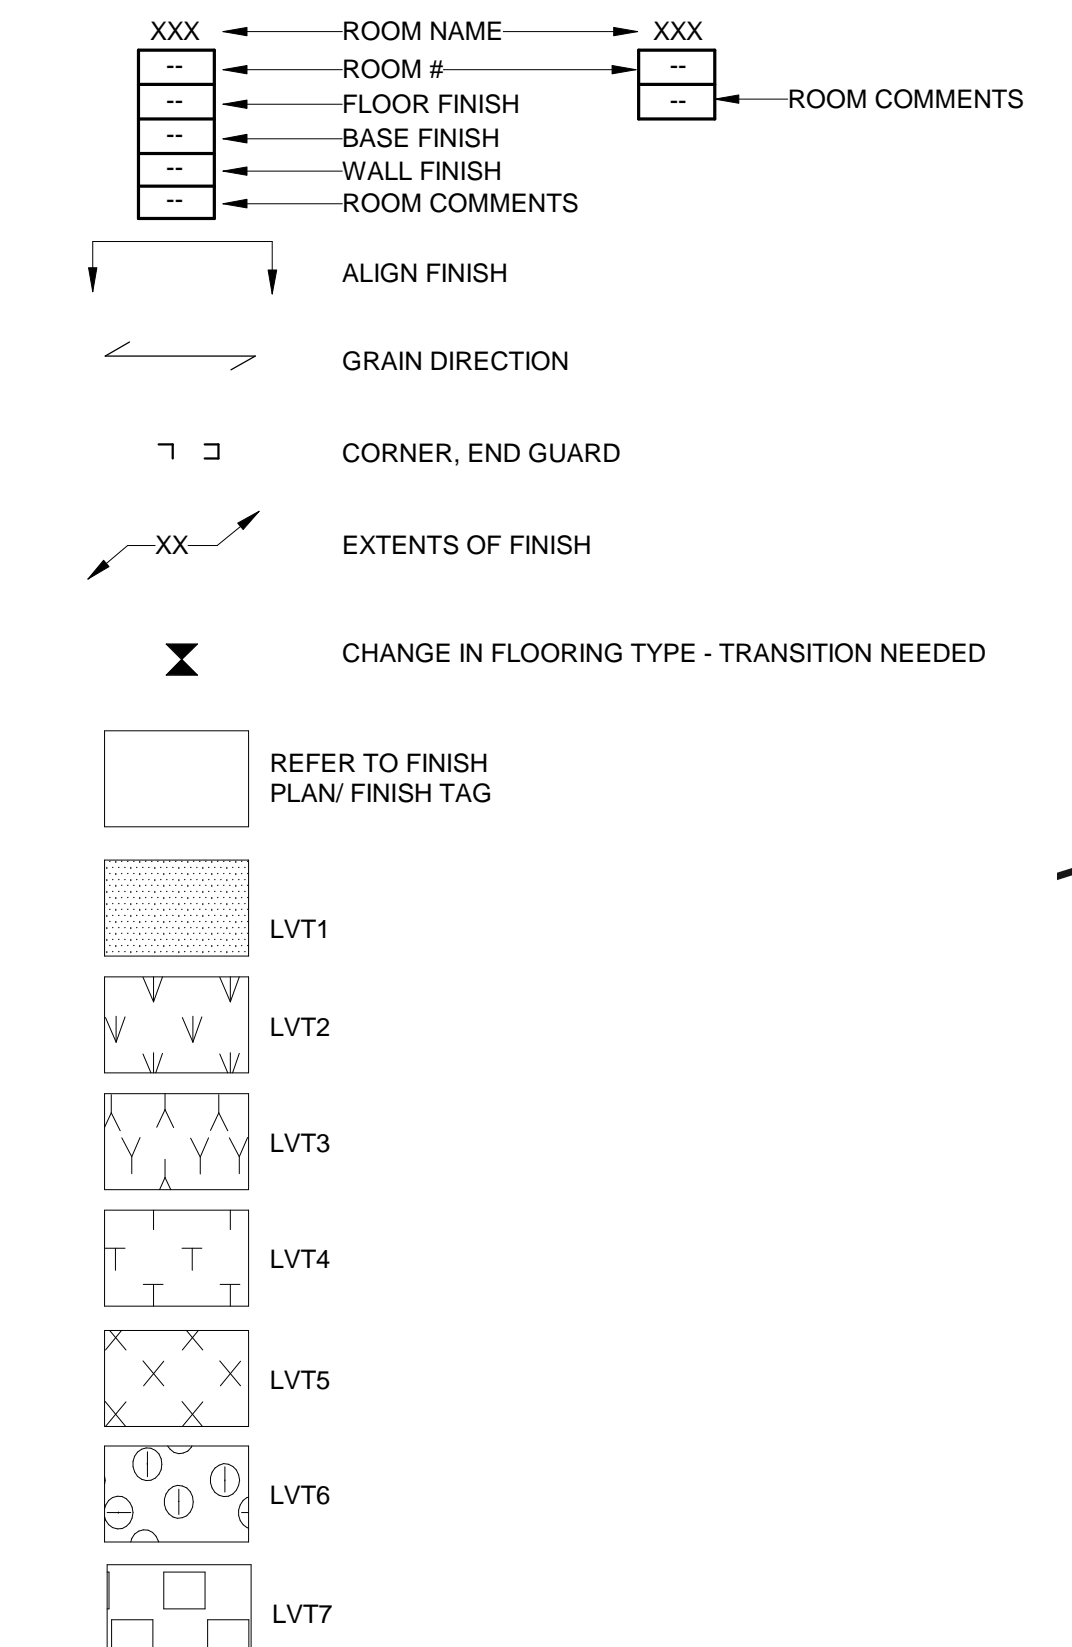 XXX ROOM NAME XXX
-- ROOM # --
-- FLOOR FINISH -- ROOM COMMENTS
-- BASE FINISH
-- WALL FINISH
-- ROOM COMMENTS
ALIGN FINISH
GRAIN DIRECTION
CORNER, END GUARD
XX EXTENTS OF FINISH
CHANGE IN FLOORING TYPE - TRANSITION NEEDED
REFER TO FINISH
PLAN/ FINISH TAG
LVT1
LVT2
LVT3
LVT4
LVT5
LVT6
LVT7